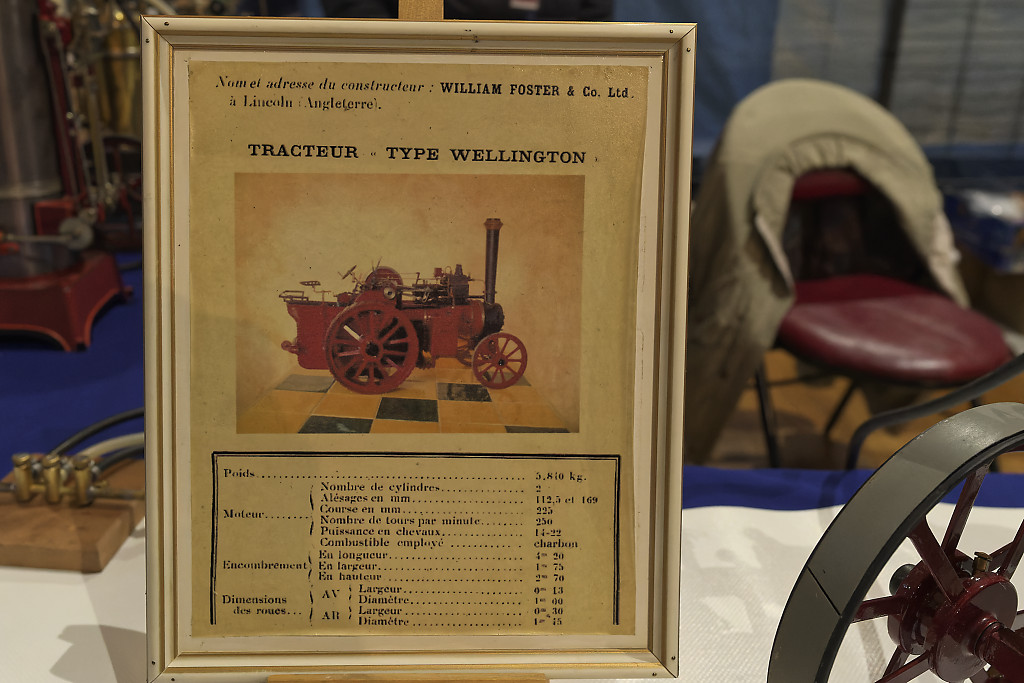 Nom et adresse du constructeur : WILLIAM FOSTER & Co. Ltd.
à Lincoln (Angleterre).
TRACTEUR « TYPE WELLINGTON »
Poids 5,840 kg.
Nombre de cylindres 2
Alésages en mm 112,5 et 169
Moteur Course en mm 225
Nombre de tours par minute 250
Puissance en chevaux 14-22
Combustible employé charbon
En longueur 4m 20
Encombrement En largeur 1m 75
En hauteur 2m 70
Dimensions des roues AV Largeur 0m 13
Diamètre 1m 00
AR Largeur 0m 30
Diamètre 1m 45